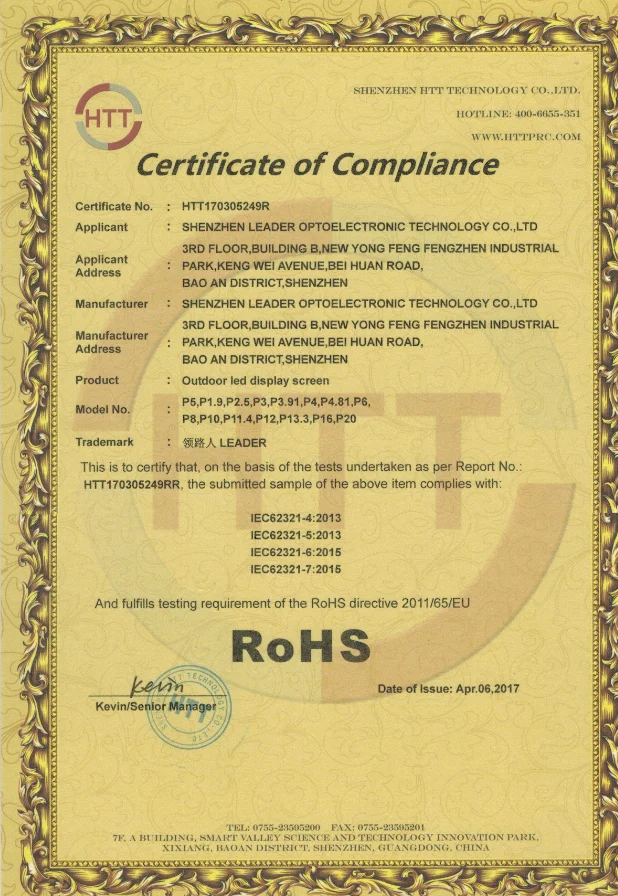 HTT
SHENZHEN HTT TECHNOLOGY CO.,LTD.
HOTLINE: 400-6655-351
WWW.HTTPRC.COM
Certificate of Compliance
Certificate No. : HTT170305249R
Applicant : SHENZHEN LEADER OPTOELECTRONIC TECHNOLOGY CO.,LTD
Applicant Address : 3RD FLOOR,BUILDING B,NEW YONG FENG FENGZHEN INDUSTRIAL
PARK,KENG WEI AVENUE,BEI HUAN ROAD,
BAO AN DISTRICT,SHENZHEN
Manufacturer : SHENZHEN LEADER OPTOELECTRONIC TECHNOLOGY CO.,LTD
Manufacturer Address : 3RD FLOOR,BUILDING B,NEW YONG FENG FENGZHEN INDUSTRIAL
PARK,KENG WEI AVENUE,BEI HUAN ROAD,
BAO AN DISTRICT,SHENZHEN
Product : Outdoor led display screen
Model No. : P5,P1.9,P2.5,P3,P3.91,P4,P4.81,P6,
P8,P10,P11.4,P12,P13.3,P16,P20
Trademark : 领路人 LEADER
This is to certify that, on the basis of the tests undertaken as per Report No.:
HTT170305249RR, the submitted sample of the above item complies with:
HTT
IEC62321-4:2013
IEC62321-5:2013
IEC62321-6:2015
IEC62321-7:2015
And fulfills testing requirement of the RoHS directive 2011/65/EU
RoHS
Kevin
Kevin/Senior Manager
HTT
Date of Issue: Apr.06,2017
TEL: 0755-23595200 FAX: 0755-23595201
7F, A BUILDING, SMART VALLEY SCIENCE AND TECHNOLOGY INNOVATION PARK,
XIXIANG, BAOAN DISTRICT, SHENZHEN, GUANGDONG, CHINA